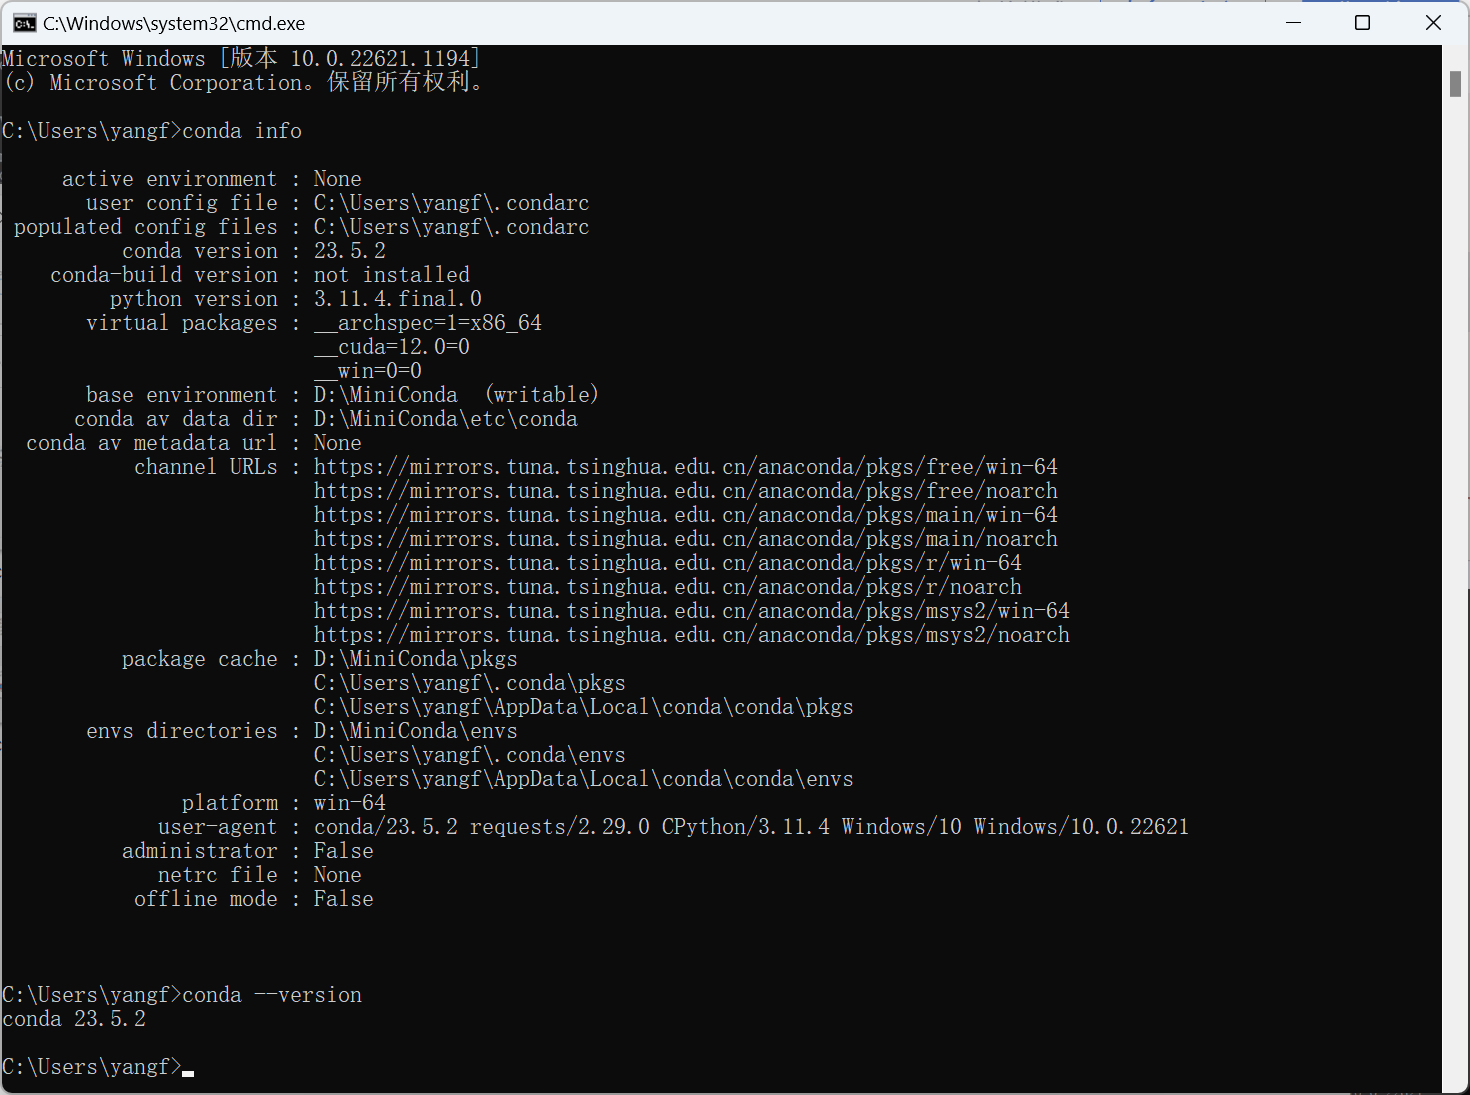 C:\Windows\system32\cmd.exe
Microsoft Windows [版本 10.0.22621.1194]
(c) Microsoft Corporation。保留所有权利。
C:\Users\yangf>conda info
active environment : None
user config file : C:\Users\yangf\.condarc
populated config files : C:\Users\yangf\.condarc
conda version : 23.5.2
conda-build version : not installed
python version : 3.11.4.final.0
virtual packages : __archspec=1=x86_64
__cuda=12.0=0
__win=0=0
base environment : D:\MiniConda  (writable)
conda av data dir : D:\MiniConda\etc\conda
conda av metadata url : None
channel URLs : https://mirrors.tuna.tsinghua.edu.cn/anaconda/pkgs/free/win-64
https://mirrors.tuna.tsinghua.edu.cn/anaconda/pkgs/free/noarch
https://mirrors.tuna.tsinghua.edu.cn/anaconda/pkgs/main/win-64
https://mirrors.tuna.tsinghua.edu.cn/anaconda/pkgs/main/noarch
https://mirrors.tuna.tsinghua.edu.cn/anaconda/pkgs/r/win-64
https://mirrors.tuna.tsinghua.edu.cn/anaconda/pkgs/r/noarch
https://mirrors.tuna.tsinghua.edu.cn/anaconda/pkgs/msys2/win-64
https://mirrors.tuna.tsinghua.edu.cn/anaconda/pkgs/msys2/noarch
package cache : D:\MiniConda\pkgs
C:\Users\yangf\.conda\pkgs
C:\Users\yangf\AppData\Local\conda\conda\pkgs
envs directories : D:\MiniConda\envs
C:\Users\yangf\.conda\envs
C:\Users\yangf\AppData\Local\conda\conda\envs
platform : win-64
user-agent : conda/23.5.2 requests/2.29.0 CPython/3.11.4 Windows/10 Windows/10.0.22621
administrator : False
netrc file : None
offline mode : False
C:\Users\yangf>conda --version
conda 23.5.2
C:\Users\yangf>